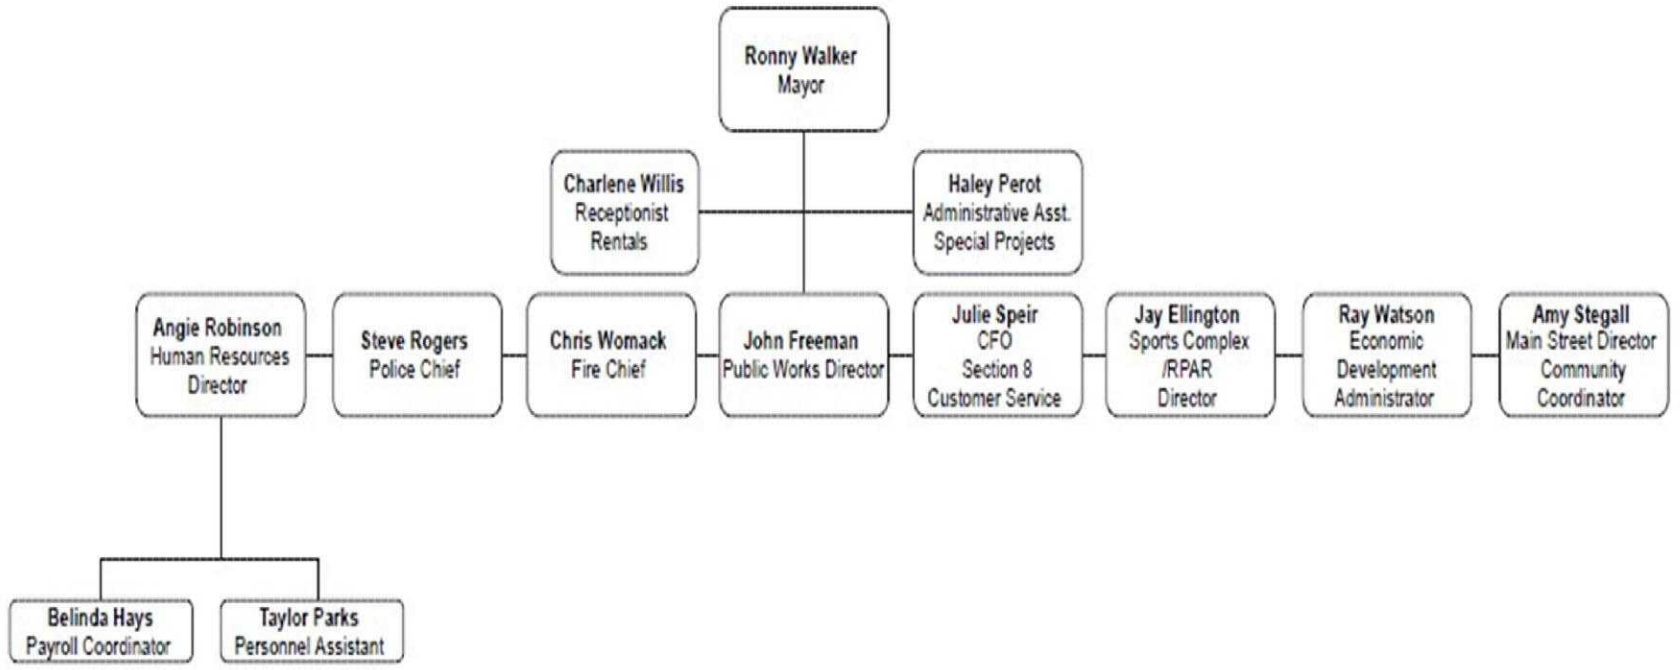 Ronny Walker
Mayor
Charlene Willis
Receptionist
Rentals
Haley Perot
Administrative Asst.
Special Projects
Angie Robinson
Human Resources
Director
Steve Rogers
Police Chief
Chris Womack
Fire Chief
John Freeman
Public Works Director
Julie Speir
CFO
Section 8
Customer Service
Jay Ellington
Sports Complex
/RPAR
Director
Ray Watson
Economic
Development
Administrator
Amy Stegall
Main Street Director
Community
Coordinator
Belinda Hays
Payroll Coordinator
Taylor Parks
Personnel Assistant